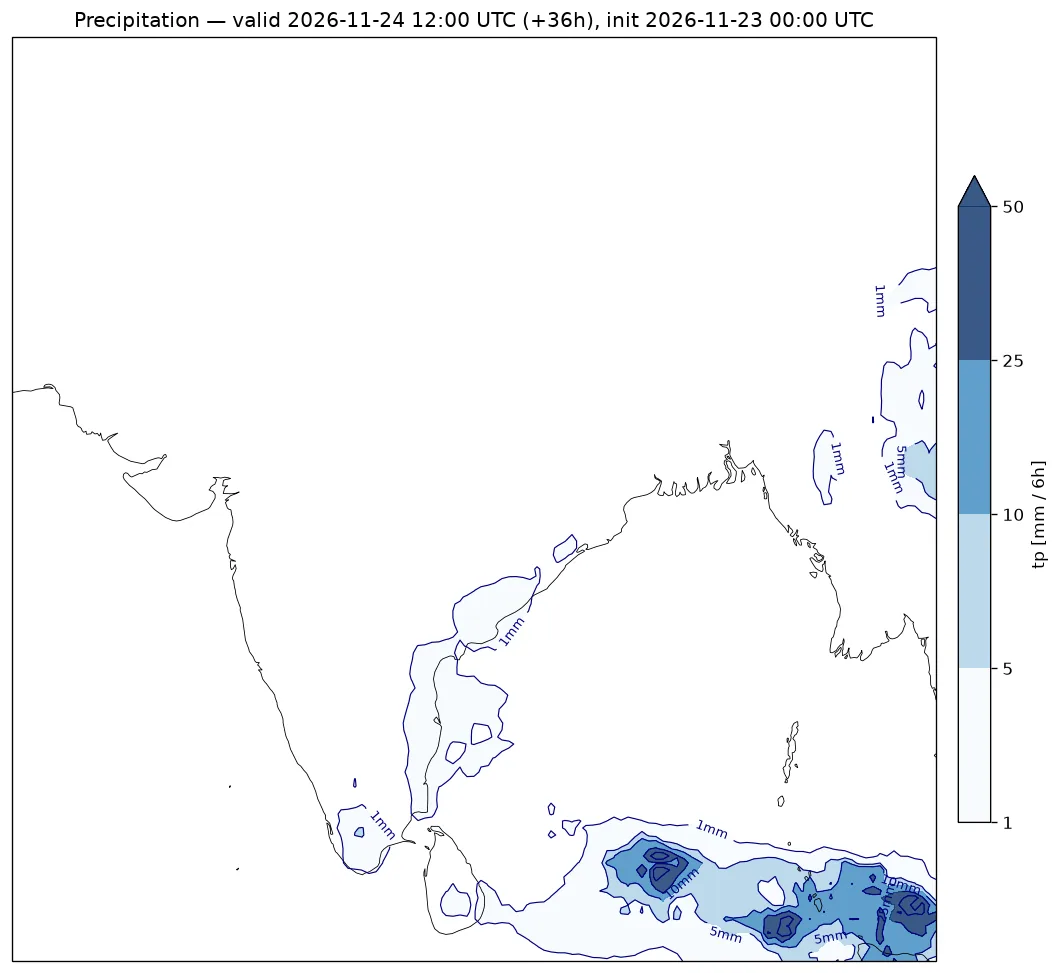 Precipitation — valid 2026-11-24 12:00 UTC (+36h), init 2026-11-23 00:00 UTC
50
1mm
25
1mm
5mm
1mm
10
tp [mm / 6h]
1mm
5
1mm
1mm
1
10mm
10mm
5mm
5mm